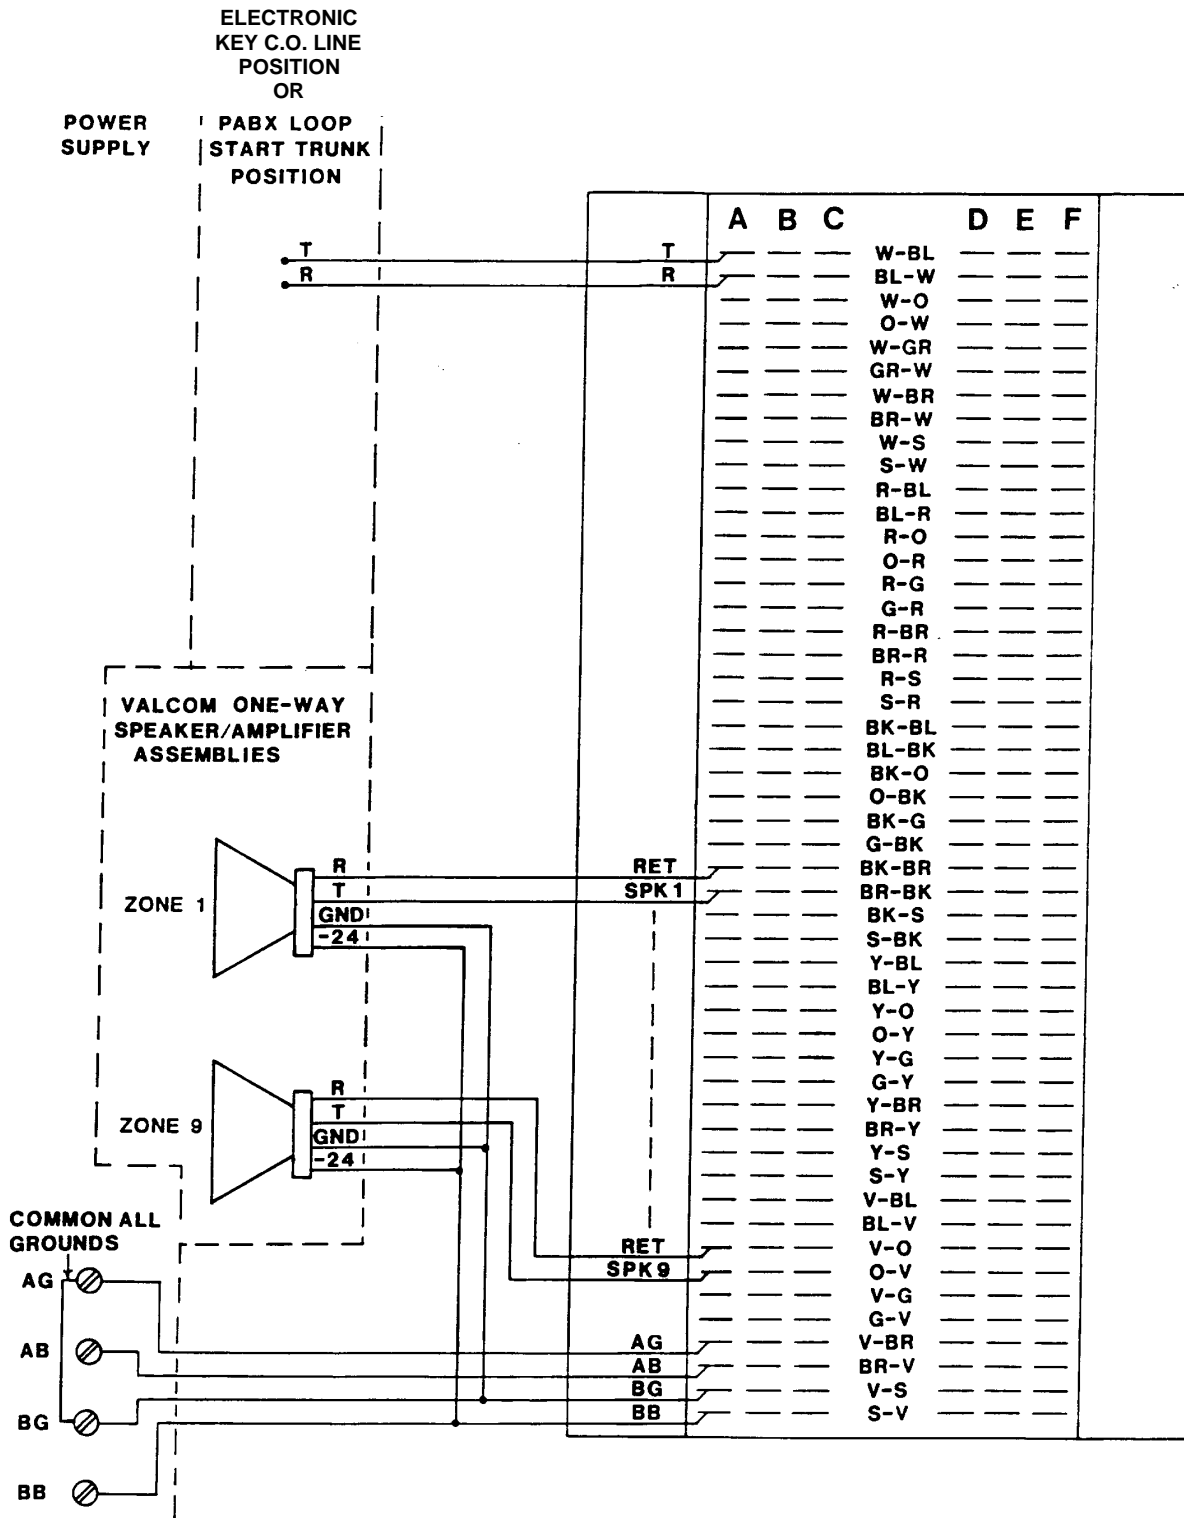 ELECTRONIC
KEY C.O. LINE
POSITION
OR
POWER
SUPPLY
PABX LOOP
START TRUNK
POSITION
A B C D E F
T T W-BL
R R BL-W
W-O
O-W
W-GR
GR-W
W-BR
BR-W
W-S
S-W
R-BL
BL-R
R-O
O-R
R-G
G-R
R-BR
BR-R
R-S
S-R
VALCOM ONE-WAY
SPEAKER/AMPLIFIER
ASSEMBLIES
BK-BL
BL-BK
BK-O
O-BK
BK-G
G-BK
ZONE 1
R RET BK-BR
T SPK1 BR-BK
GND BK-S
-24 S-BK
Y-BL
BL-Y
Y-O
O-Y
Y-G
G-Y
ZONE 9
R Y-BR
T BR-Y
GND Y-S
-24 S-Y
V-BL
BL-V
COMMON ALL
GROUNDS
RET V-O
SPK9 O-V
V-G
G-V
AG AG V-BR
AB AB BR-V
BG BG V-S
BB BB S-V